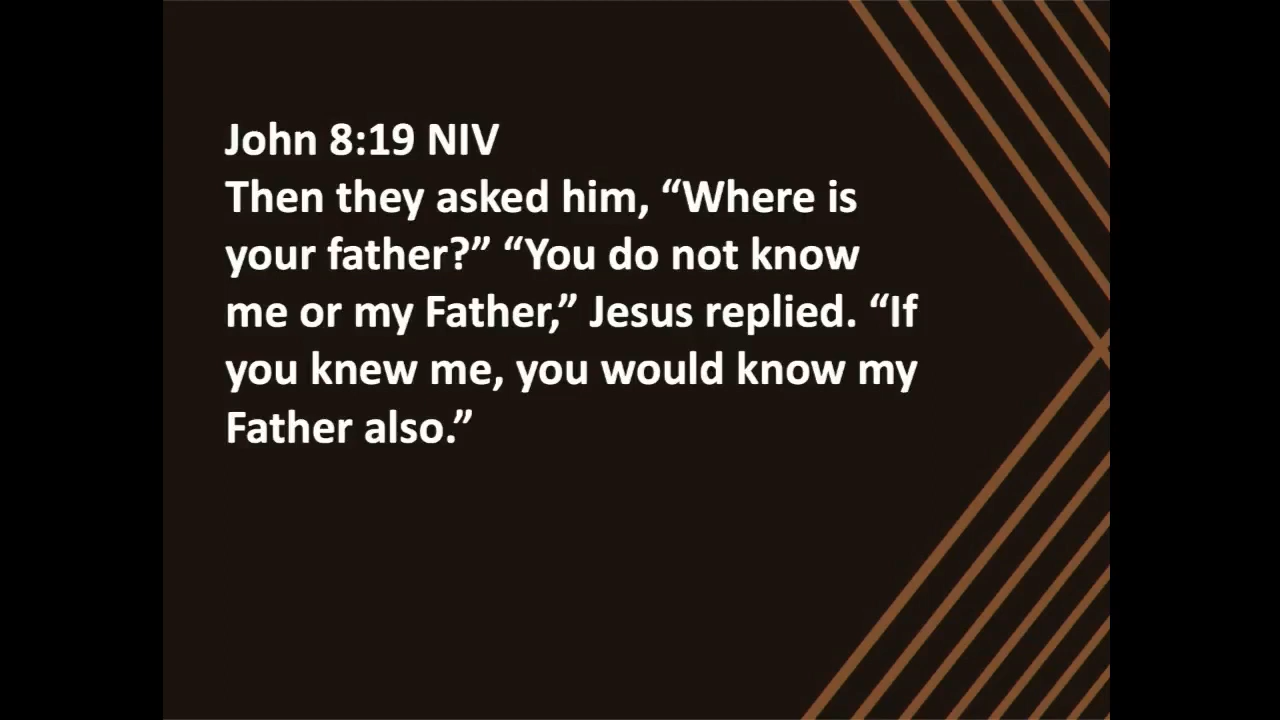 John 8:19 NIV
Then they asked him, “Where is
your father?” “You do not know
me or my Father,” Jesus replied. “If
you knew me, you would know my
Father also.”